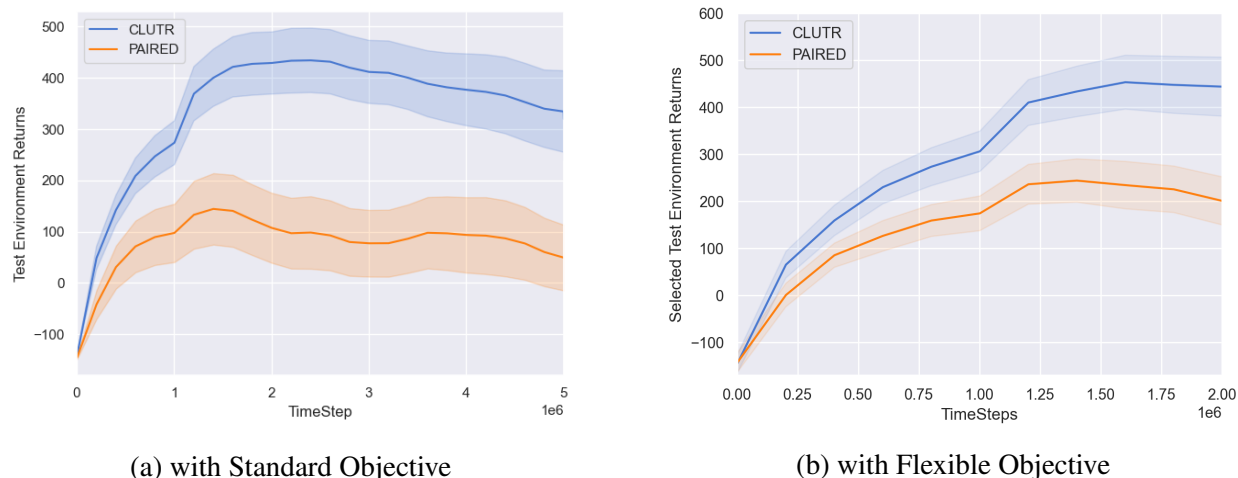 CLUTR
PAIRED
500
400
300
200
100
0
−100
Test Environment Returns
0 1 2 3 4 5
1e6
TimeStep
(a) with Standard Objective
CLUTR
PAIRED
600
500
400
300
200
100
0
−100
Selected Test Environment Returns
0.00 0.25 0.50 0.75 1.00 1.25 1.50 1.75 2.00
1e6
TimeSteps
(b) with Flexible Objective